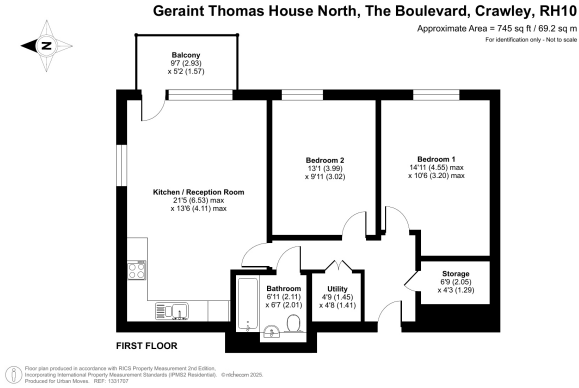 Geraint Thomas House North, The Boulevard, Crawley, RH10
Approximate Area = 745 sq ft / 69.2 sq m
For identification only - Not to scale
N
Balcony
9'7 (2.93)
x 5'2 (1.57)
Kitchen / Reception Room
21'5 (6.53) max
x 13'6 (4.11) max
Bedroom 2
13'1 (3.99)
x 9'11 (3.02)
Bedroom 1
14'11 (4.55) max
x 10'6 (3.20) max
Storage
6'9 (2.05)
x 4'3 (1.29)
Bathroom
6'11 (2.11)
x 6'7 (2.01)
Utility
4'9 (1.45)
x 4'8 (1.41)
FIRST FLOOR
Floor plan produced in accordance with RICS Property Measurement 2nd Edition,
Incorporating International Property Measurement Standards (IPMS2 Residential). ©nichecom 2025.
Produced for Urban Moves. REF: 1331707